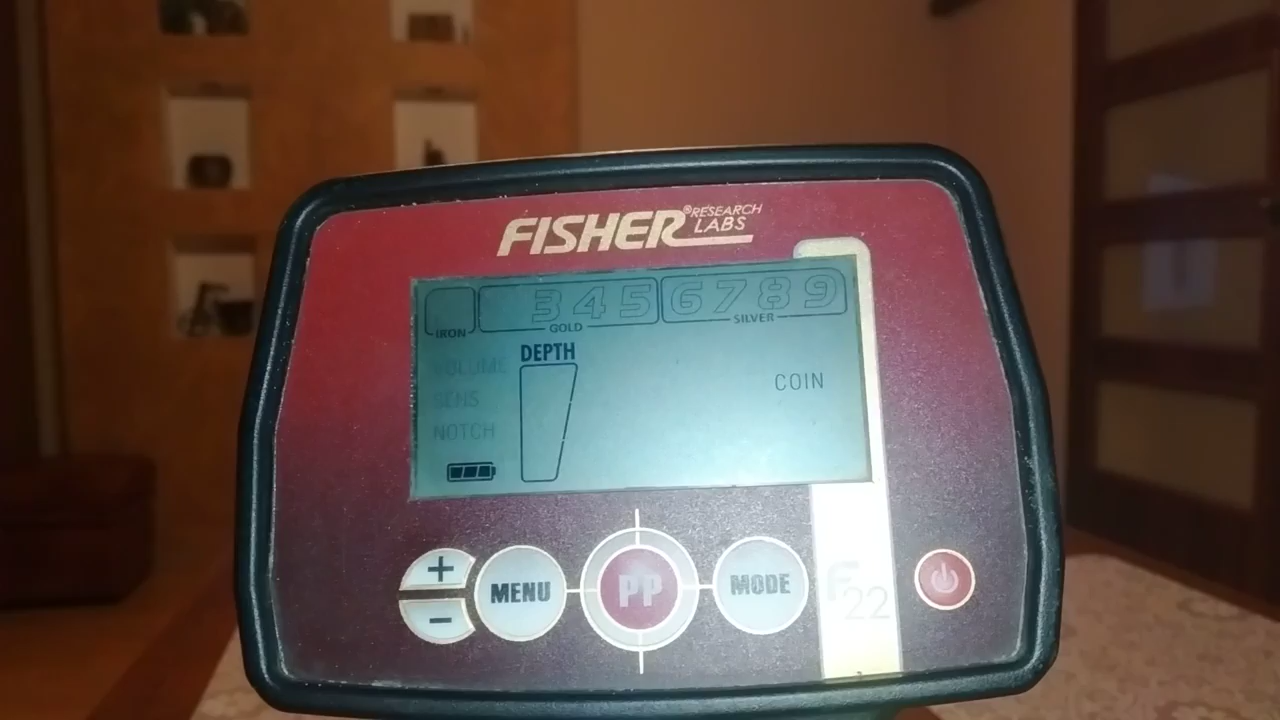 FISHER® RESEARCH
LABS
3 4 5 6 7 8 9
IRON GOLD SILVER
VOLUME DEPTH
SENS COIN
NOTCH
+ MENU PP MODE
-
F22